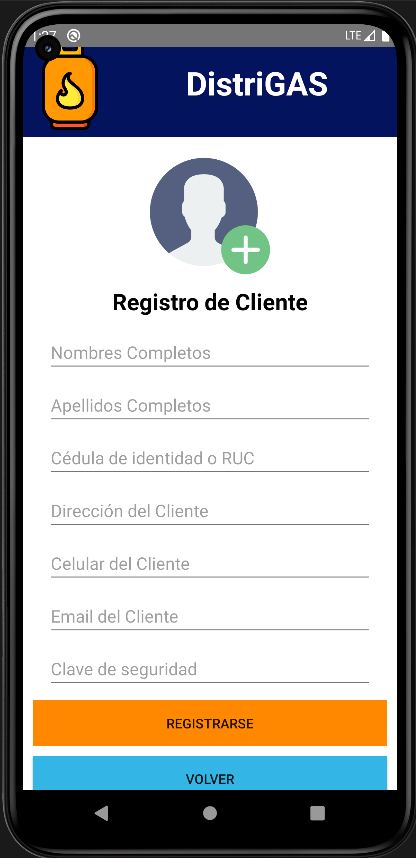 LTE
DistriGAS
Registro de Cliente
Nombres Completos
Apellidos Completos
Cédula de identidad o RUC
Dirección del Cliente
Celular del Cliente
Email del Cliente
Clave de seguridad
REGISTRARSE
VOLVER